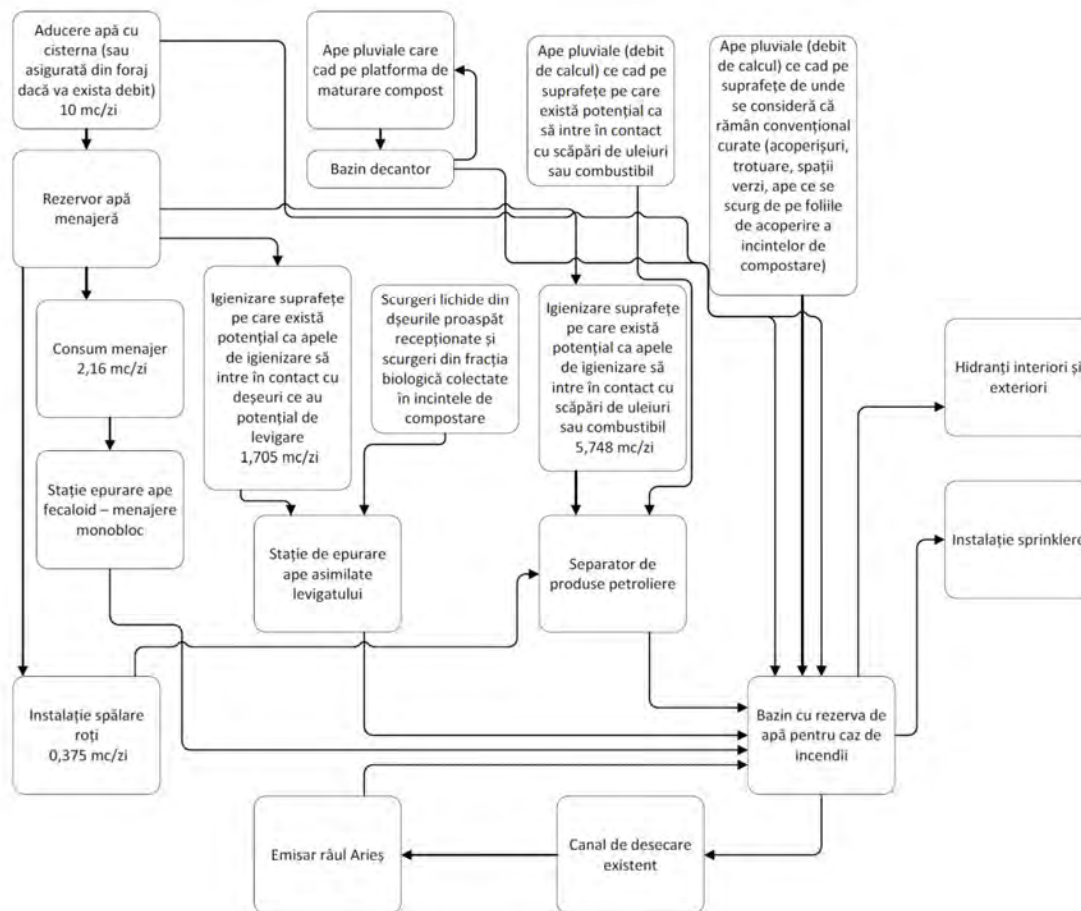 Aducere apă cu
cisterna (sau
asigurată din foraj
dacă va exista debit)
10 mc/zi
Ape pluviale care
cad pe platforma de
maturare compost
Ape pluviale (debit
de calcul) ce cad pe
suprafețe pe care
există potențial ca
să intre în contact
cu scăpări de uleiuri
sau combustibil
Ape pluviale (debit
de calcul) ce cad pe
suprafețe de unde
se consideră că
rămân convențional
curate (acoperișuri,
trotuare, spații
verzi, ape ce se
scurg de pe foliile
de acoperire a
incintelor de
compostare)
Bazin decantor
Rezervor apă
menajeră
Consum menajer
2,16 mc/zi
Igienizare suprafețe
pe care există
potențial ca apele
de igienizare să
intre în contact cu
deșeuri ce au
potențial de
levigare
1,705 mc/zi
Scurgeri lichide din
dșeurile proaspăt
recepționate și
scurgeri din fracția
biologică colectate
în incintele de
compostare
Igienizare suprafețe
pe care există
potențial ca apele
de igienizare să
intre în contact cu
scăpări de uleiuri
sau combustibil
5,748 mc/zi
Hidranți interiori și
exteriori
Stație epurare ape
fecaloid – menajere
monobloc
Stație de epurare
ape asimilate
levigatului
Separator de
produse petroliere
Instalație sprinklere
Instalație spălare
roți
0,375 mc/zi
Bazin cu rezerva de
apă pentru caz de
incendii
Emisar râul Arieș
Canal de desecare
existent